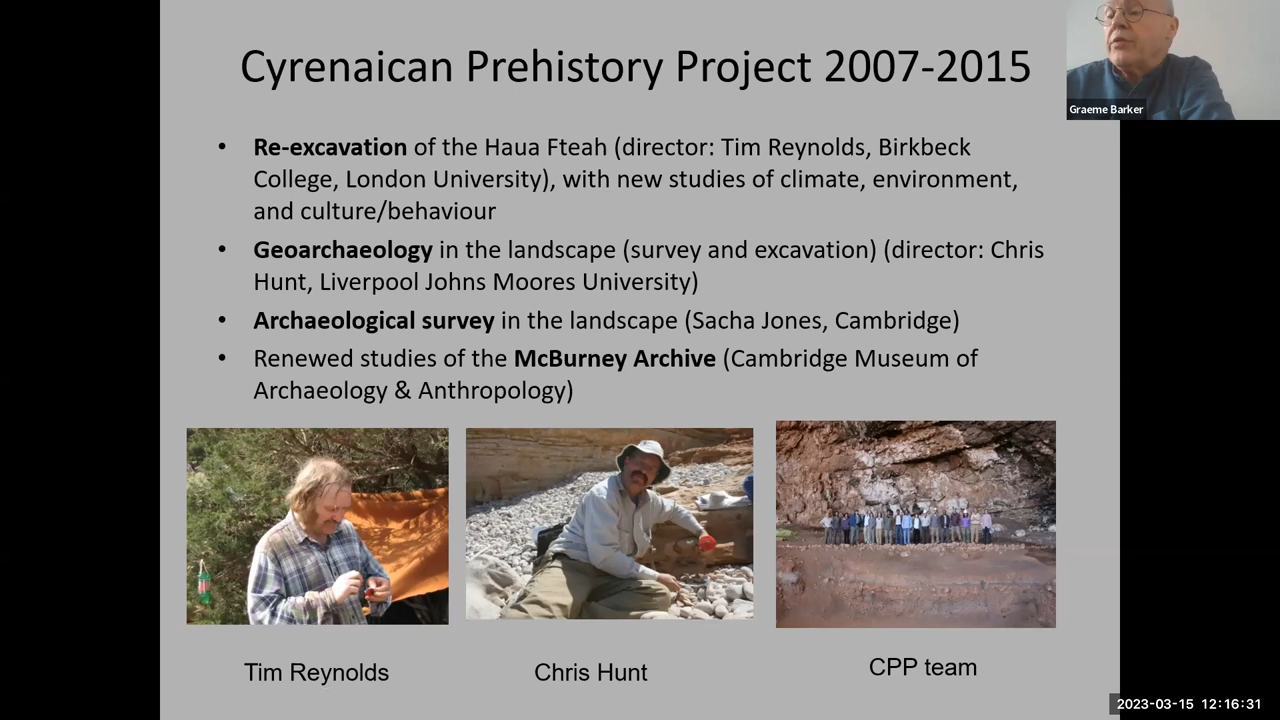 Cyrenaican Prehistory Project 2007-2015
Graeme Barker
• Re-excavation of the Haua Fteah (director: Tim Reynolds, Birkbeck
College, London University), with new studies of climate, environment,
and culture/behaviour
• Geoarchaeology in the landscape (survey and excavation) (director: Chris
Hunt, Liverpool Johns Moores University)
• Archaeological survey in the landscape (Sacha Jones, Cambridge)
• Renewed studies of the McBurney Archive (Cambridge Museum of
Archaeology & Anthropology)
Tim Reynolds
Chris Hunt
CPP team
2023-03-15 12:16:31